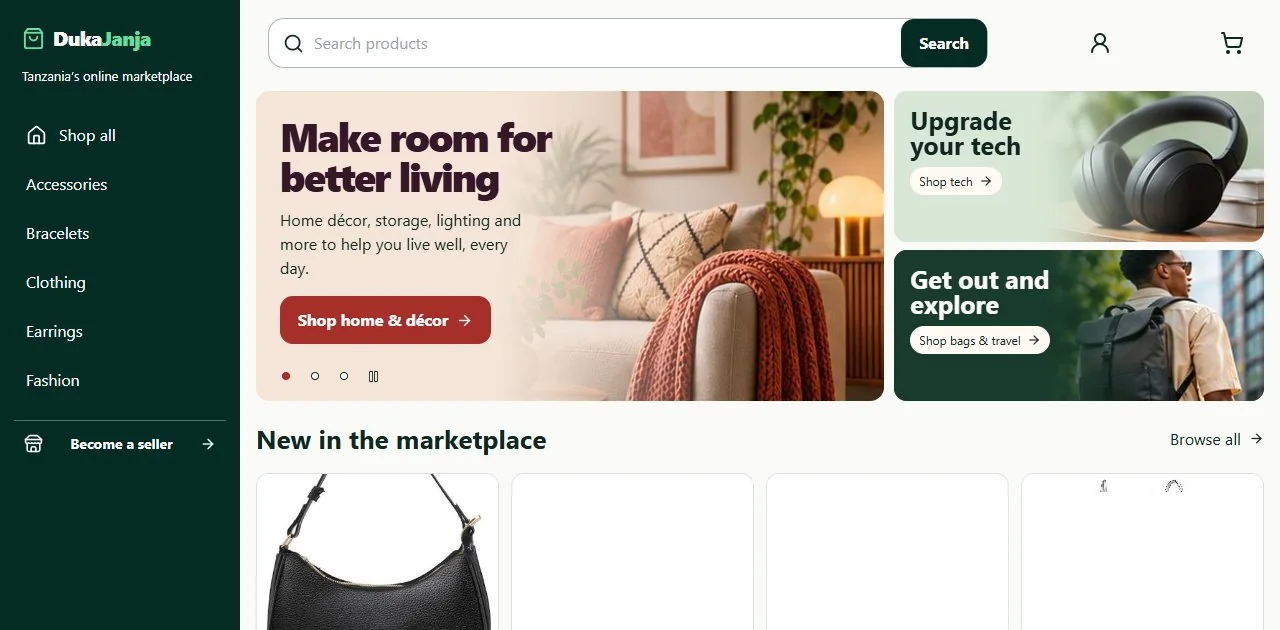 DukaJanja
Tanzania's online marketplace
Shop all
Accessories
Bracelets
Clothing
Earrings
Fashion
Become a seller
Search products
Search
Make room for
better living
Home décor, storage, lighting and
more to help you live well, every
day.
Shop home & décor
Upgrade
your tech
Shop tech
Get out and
explore
Shop bags & travel
New in the marketplace
Browse all